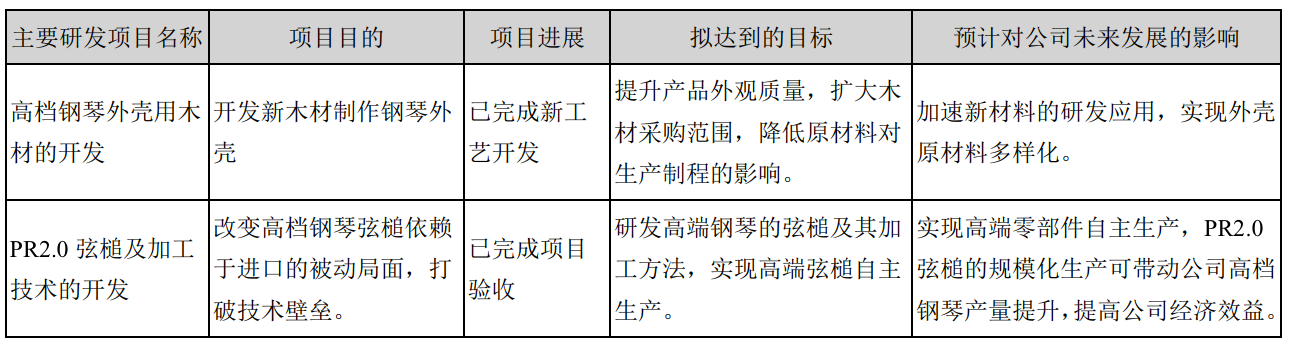 主要研发项目名称
项目目的
项目进展
拟达到的目标
预计对公司未来发展的影响
高档钢琴外壳用木
材的开发
开发新木材制作钢琴外
壳
已完成新工
艺开发
提升产品外观质量，扩大木
材采购范围，降低原材料对
生产制程的影响。
加速新材料的研发应用，实现外壳
原材料多样化。
PR2.0 弦槌及加工
技术的开发
改变高档钢琴弦槌依赖
于进口的被动局面，打
破技术壁垒。
已完成项目
验收
研发高端钢琴的弦槌及其加
工方法，实现高端弦槌自主
生产。
实现高端零部件自主生产，PR2.0
弦槌的规模化生产可带动公司高档
钢琴产量提升，提高公司经济效益。